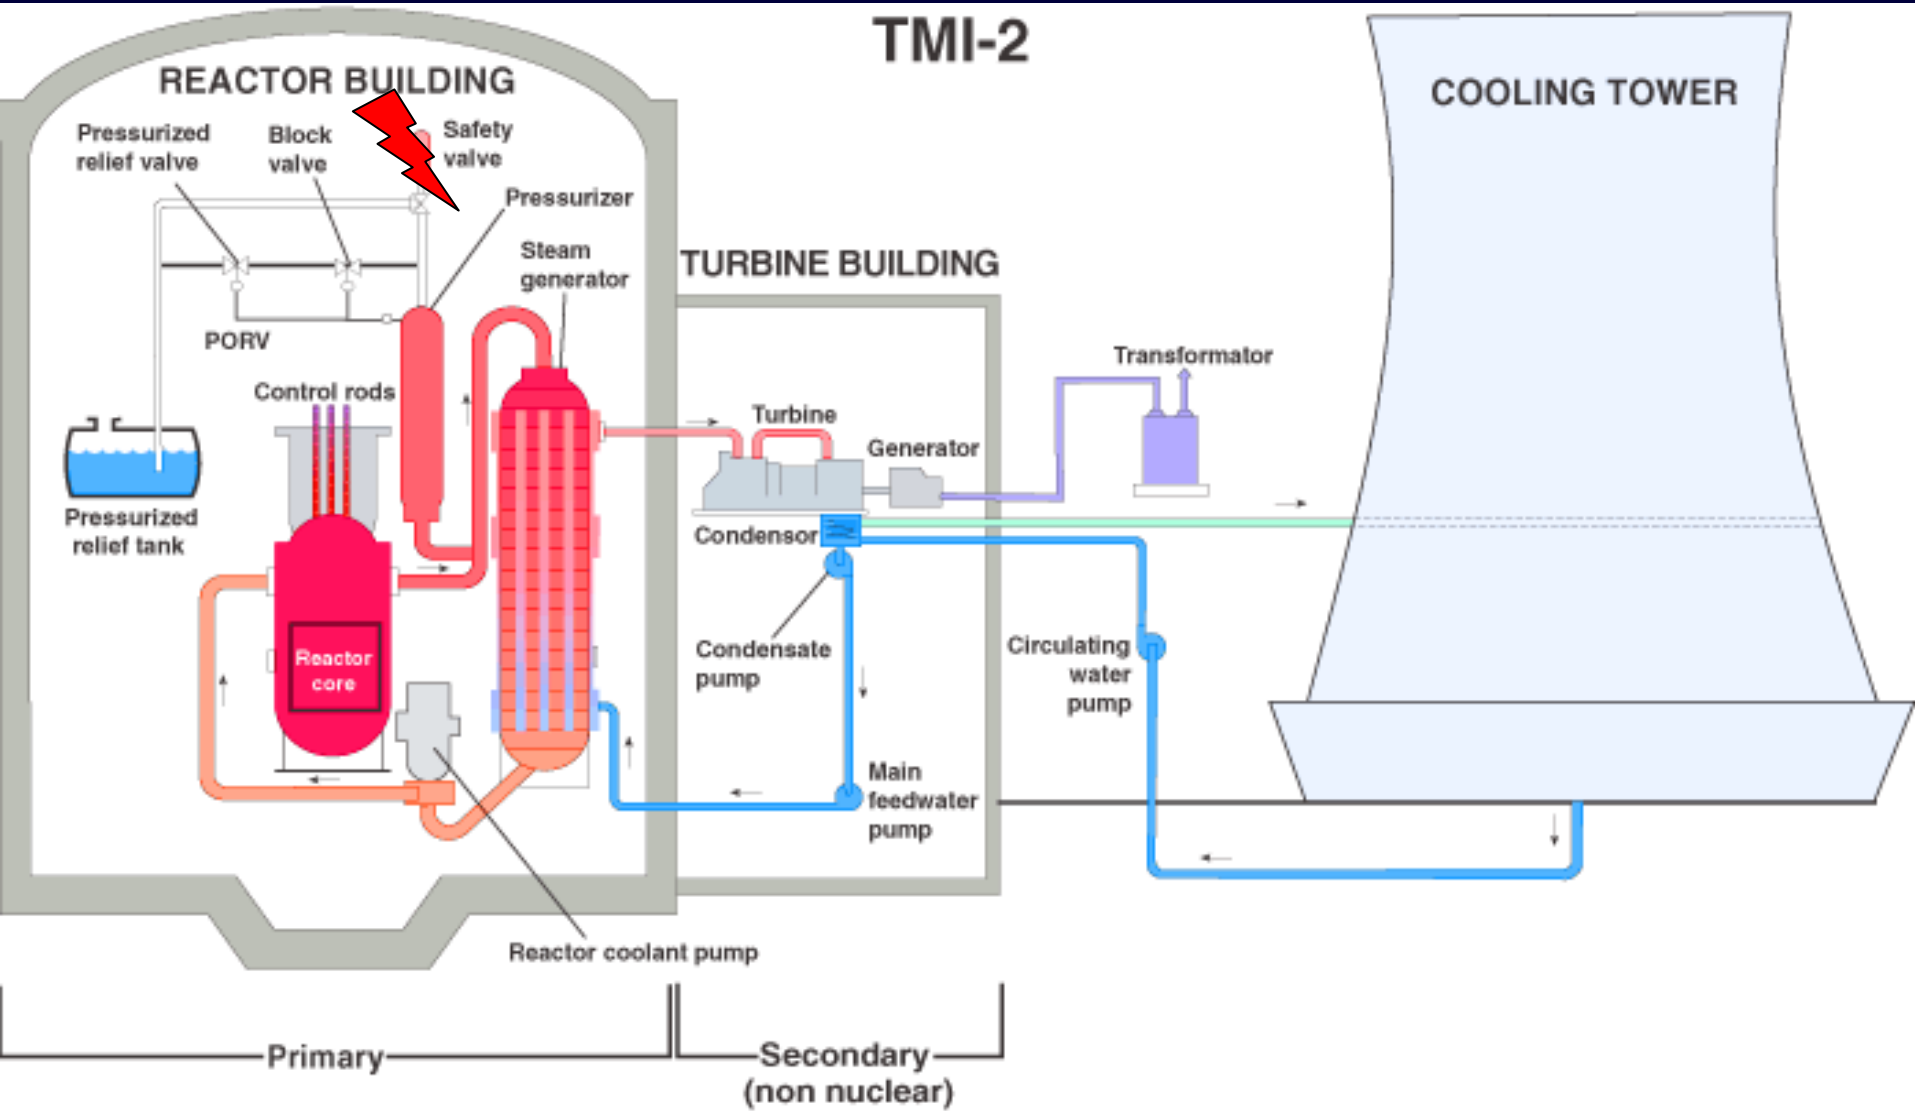 TMI-2
REACTOR BUILDING
COOLING TOWER
Pressurized
relief valve
Block
valve
Safety
valve
Pressurizer
Steam
generator
TURBINE BUILDING
PORV
Transformator
Control rods
Turbine
Generator
Pressurized
relief tank
Condensor
Reactor
core
Condensate
pump
Circulating
water
pump
Main
feedwater
pump
Reactor coolant pump
Primary
Secondary
(non nuclear)